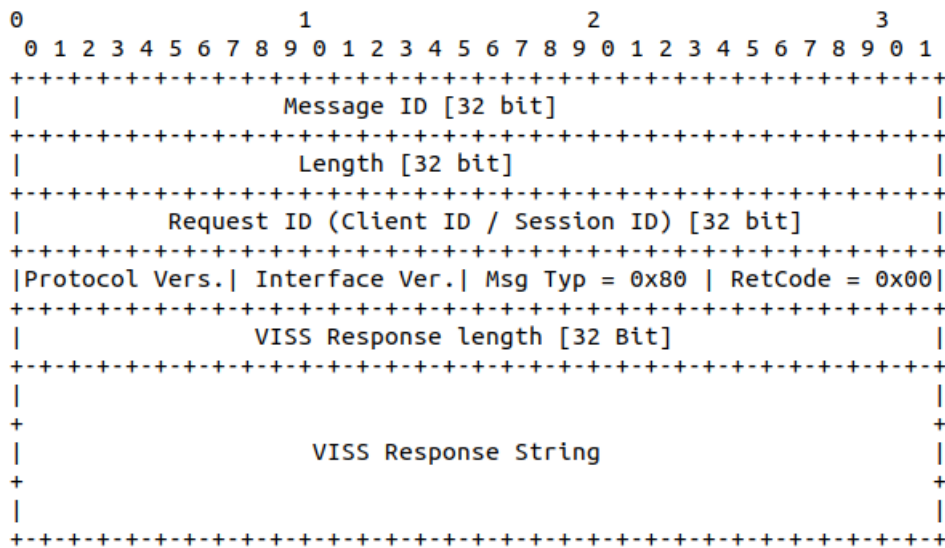 0                   1                   2                   3
 0 1 2 3 4 5 6 7 8 9 0 1 2 3 4 5 6 7 8 9 0 1 2 3 4 5 6 7 8 9 0 1
+-+-+-+-+-+-+-+-+-+-+-+-+-+-+-+-+-+-+-+-+-+-+-+-+-+-+-+-+-+-+-+-+
|                  Message ID [32 bit]                          |
+-+-+-+-+-+-+-+-+-+-+-+-+-+-+-+-+-+-+-+-+-+-+-+-+-+-+-+-+-+-+-+-+
|                   Length [32 bit]                             |
+-+-+-+-+-+-+-+-+-+-+-+-+-+-+-+-+-+-+-+-+-+-+-+-+-+-+-+-+-+-+-+-+
|          Request ID (Client ID / Session ID) [32 bit]         |
+-+-+-+-+-+-+-+-+-+-+-+-+-+-+-+-+-+-+-+-+-+-+-+-+-+-+-+-+-+-+-+-+
|Protocol Vers.| Interface Ver.| Msg Typ = 0x80 | RetCode = 0x00|
+-+-+-+-+-+-+-+-+-+-+-+-+-+-+-+-+-+-+-+-+-+-+-+-+-+-+-+-+-+-+-+-+
|                VISS Response length [32 Bit]                  |
+-+-+-+-+-+-+-+-+-+-+-+-+-+-+-+-+-+-+-+-+-+-+-+-+-+-+-+-+-+-+-+-+
|                                                               |
+                                                               +
|                    VISS Response String                       |
+                                                               +
|                                                               |
+-+-+-+-+-+-+-+-+-+-+-+-+-+-+-+-+-+-+-+-+-+-+-+-+-+-+-+-+-+-+-+-+